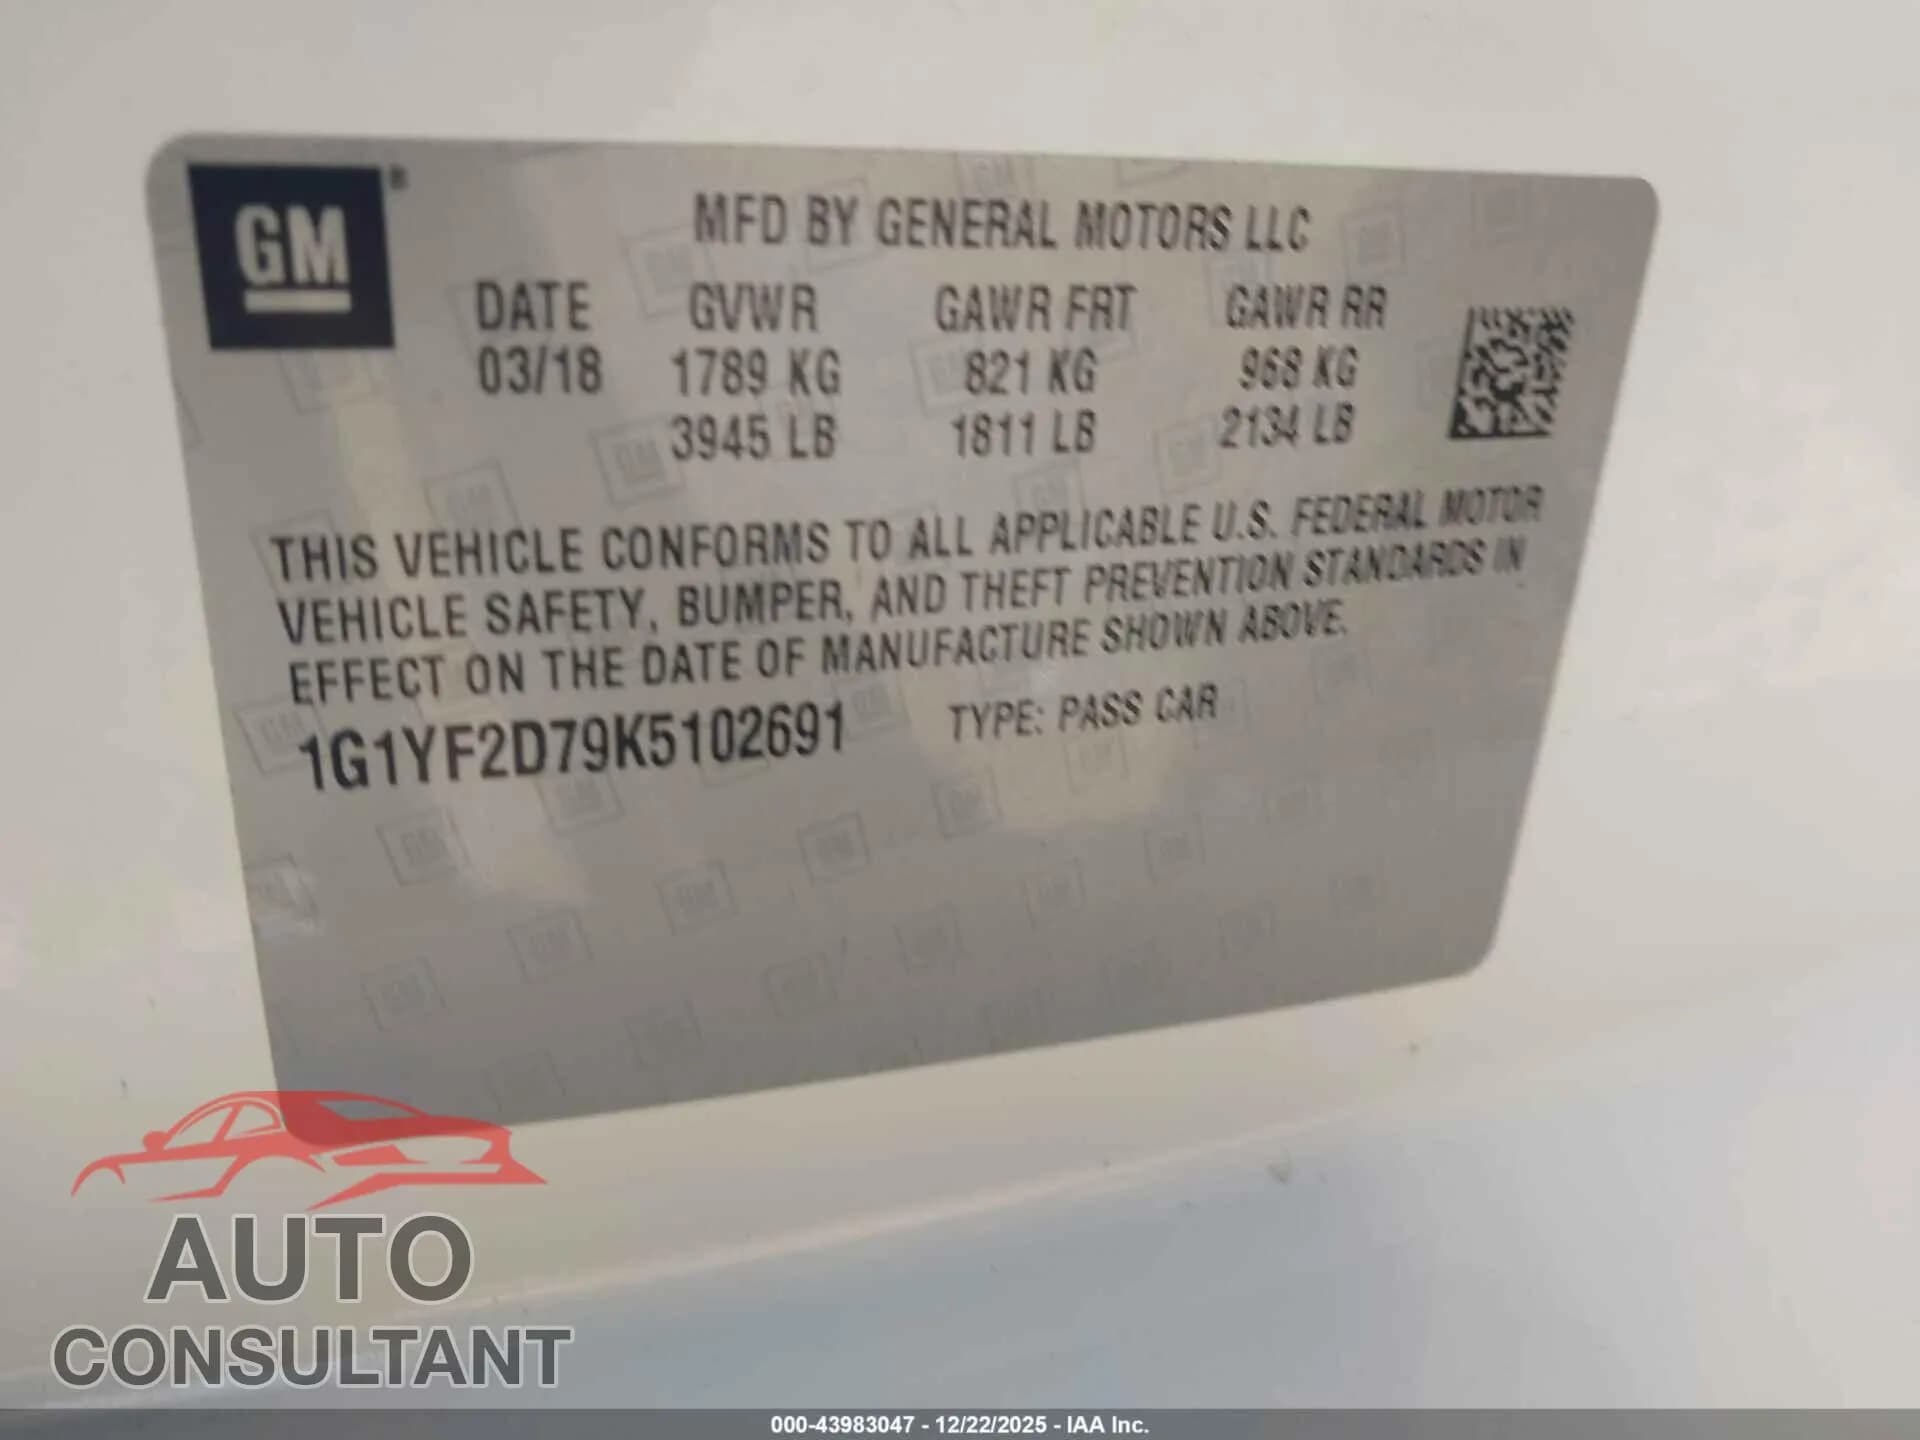 GM
MFD BY GENERAL MOTORS LLC
DATE GVWR GAWR FRT GAWR RR
03/18 1789 KG 821 KG 968 KG
3945 LB 1811 LB 2134 LB
THIS VEHICLE CONFORMS TO ALL APPLICABLE U.S. FEDERAL MOTOR
VEHICLE SAFETY, BUMPER, AND THEFT PREVENTION STANDARDS IN
EFFECT ON THE DATE OF MANUFACTURE SHOWN ABOVE.
1G1YF2D79K5102691 TYPE: PASS CAR
AUTO
CONSULTANT
000-43983047 - 12/22/2025 - IAA Inc.